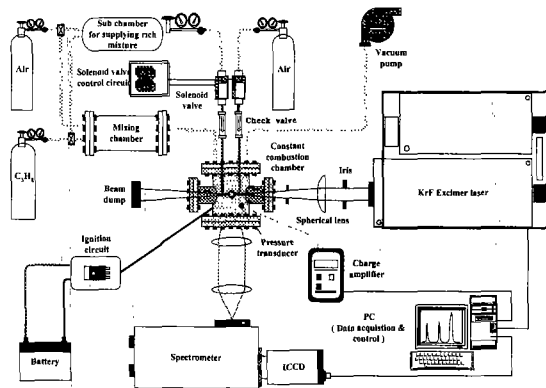 Sub chamber
for supplying rich
mixture
Air
Solenoid valve
control circuit
Solenoid
valve
Air
Vacuum
pump
Check valve
Mixing
chamber
C3H8
Constant
combustion
chamber
Iris
Beam
dump
Spherical lens
KrF Excimer laser
Ignition
circuit
Pressure
transducer
Charge
amplifier
PC
( Data acquistion &
control )
Battery
Spectrometer
ICCD